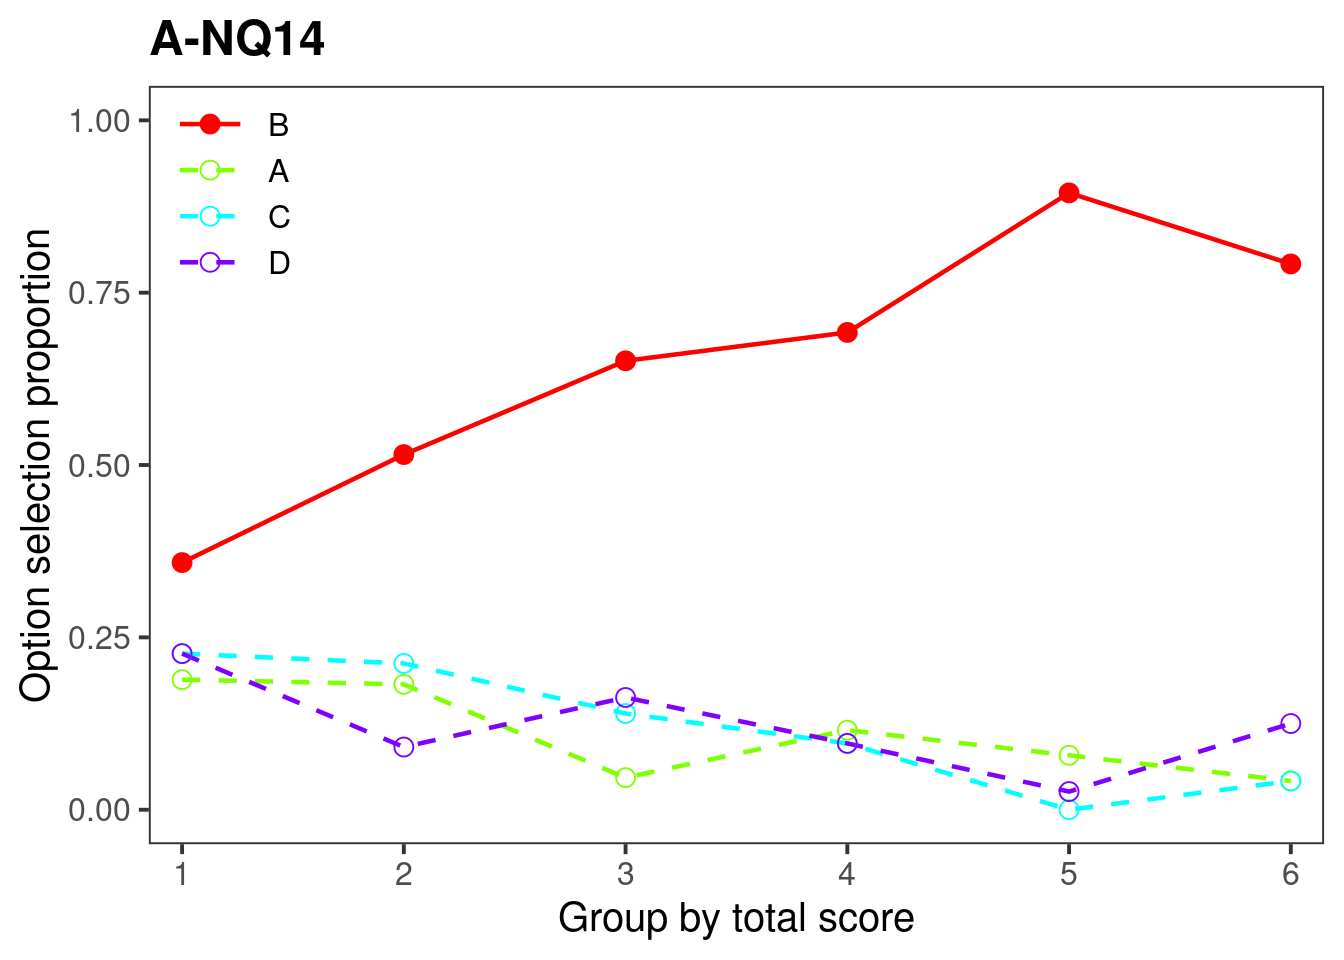 A-NQ14
1.00
0.75
0.50
0.25
0.00
Option selection proportion
B
A
C
D
1 2 3 4 5 6
Group by total score